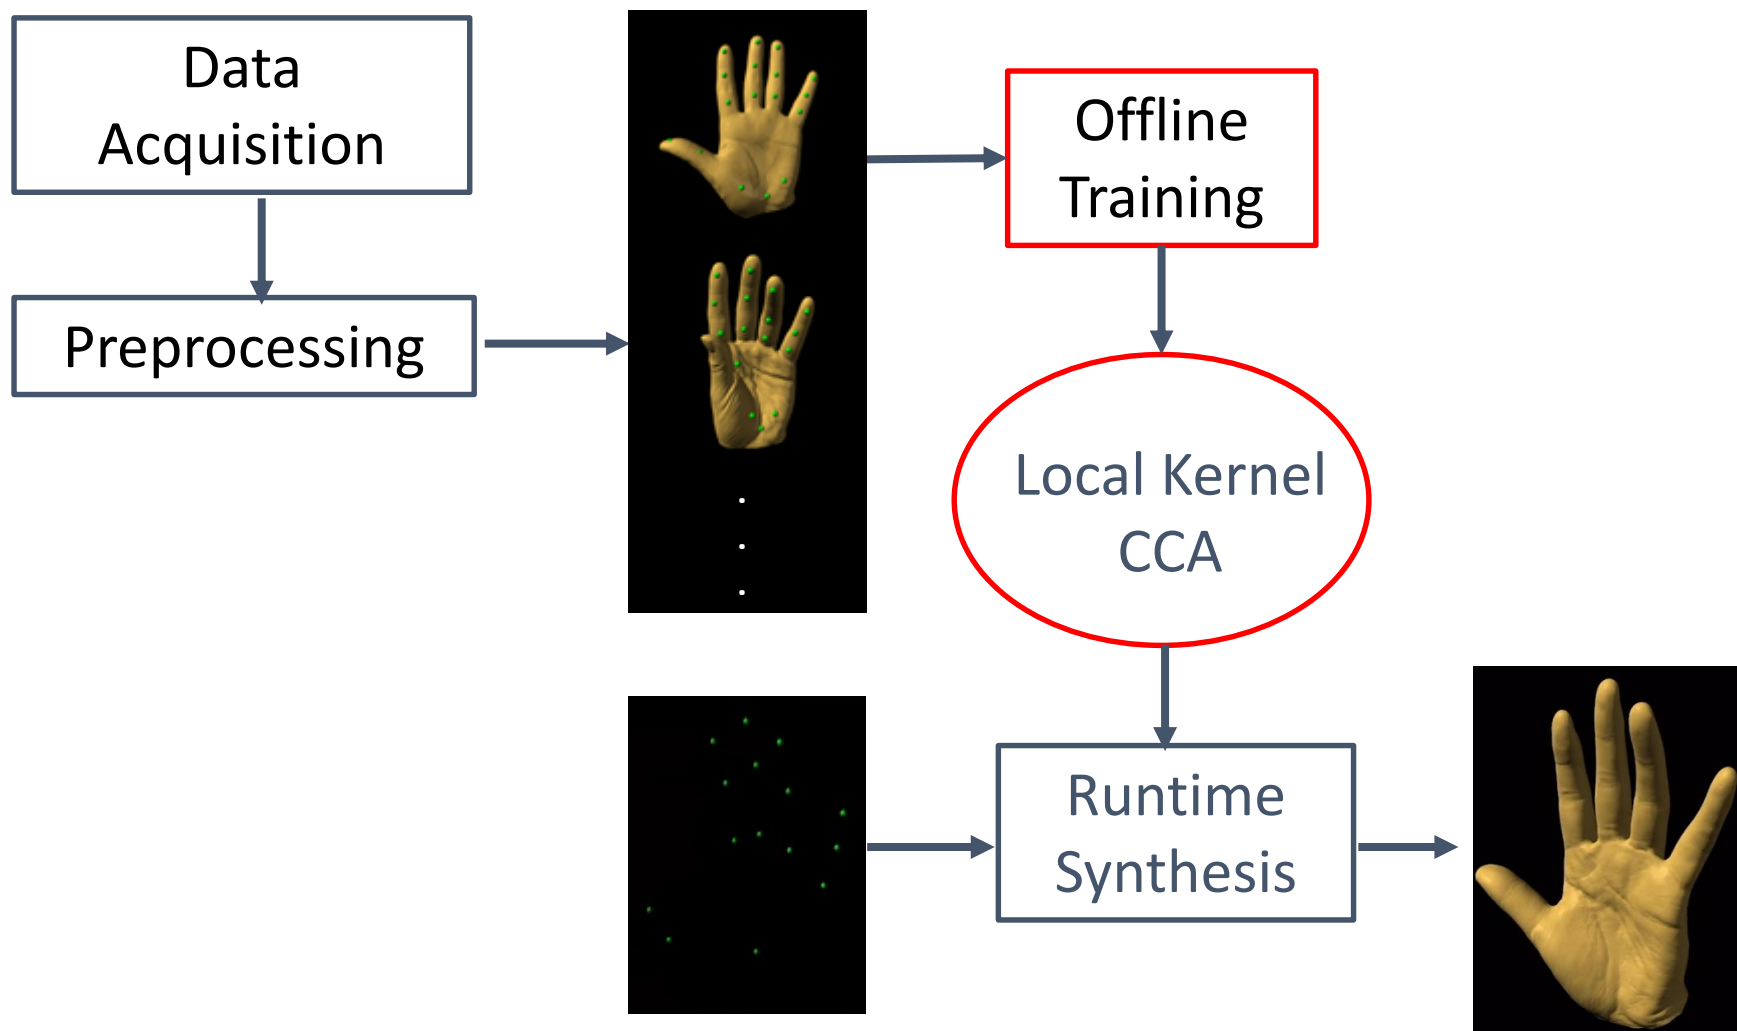 Data
Acquisition
Preprocessing
Offline
Training
Local Kernel
CCA
Runtime
Synthesis